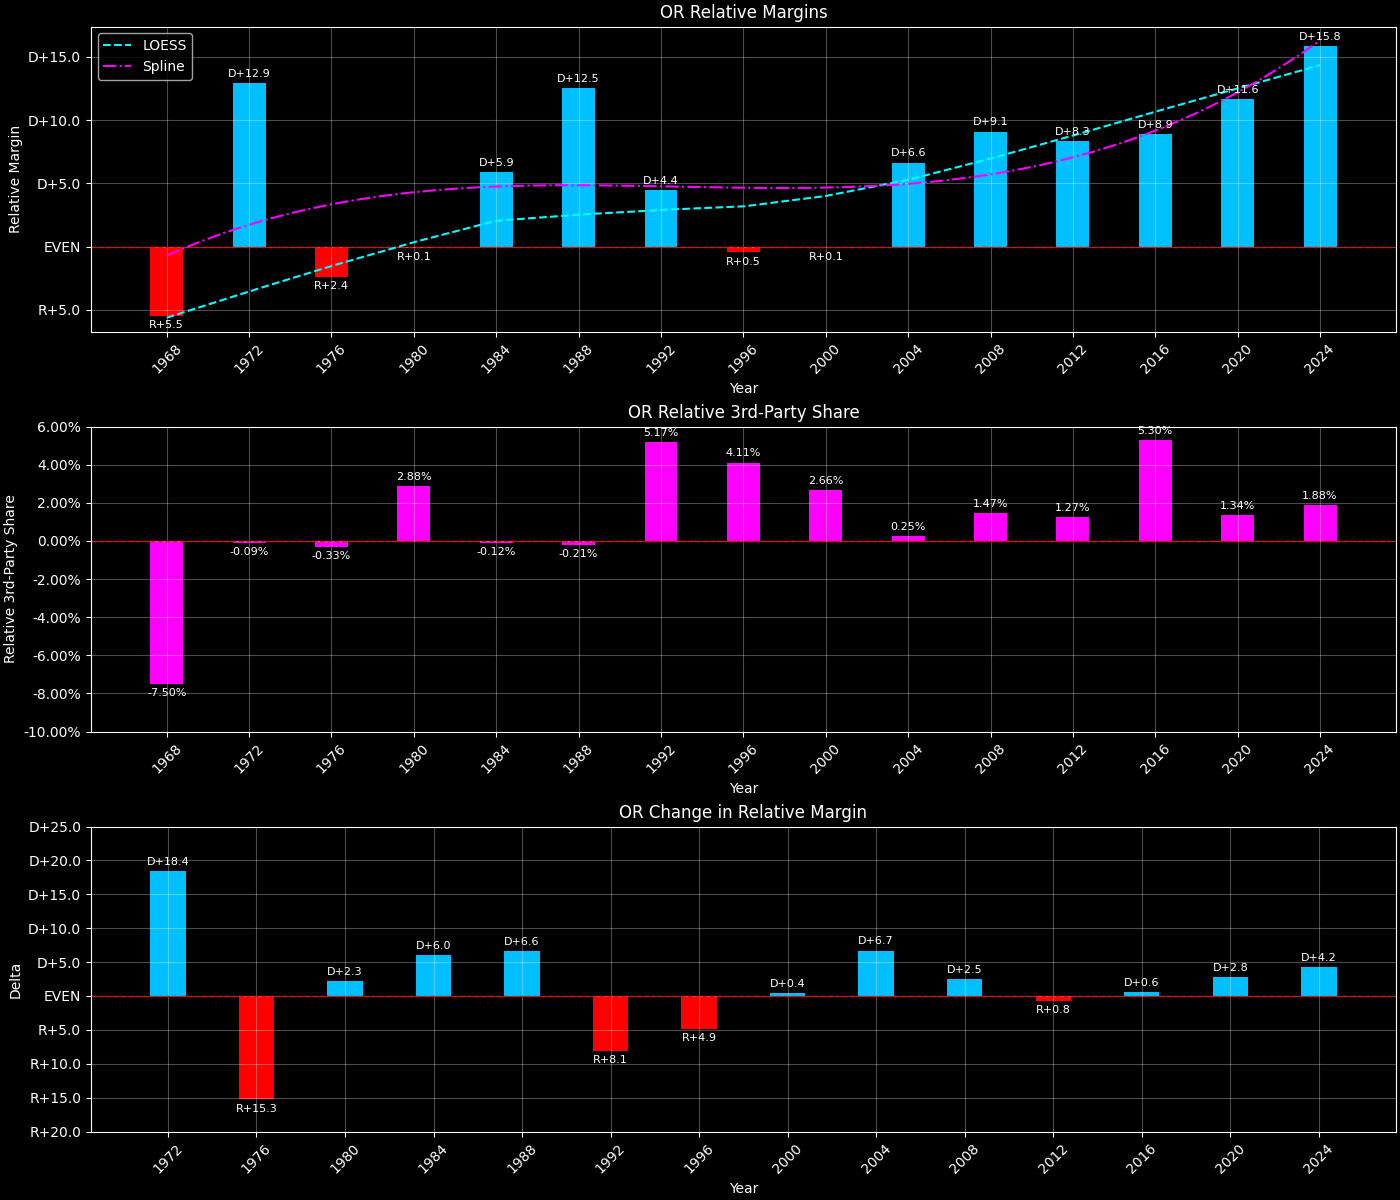 OR Relative Margins
LOESS
Spline
Relative Margin
D+15.0
D+10.0
D+5.0
EVEN
R+5.0
R+5.5
D+12.9
R+2.4
R+0.1
D+5.9
D+12.5
D+4.4
R+0.5
R+0.1
D+6.6
D+9.1
D+8.3
D+8.9
D+11.6
D+15.8
1968
1972
1976
1980
1984
1988
1992
1996
2000
2004
2008
2012
2016
2020
2024
Year
OR Relative 3rd-Party Share
Relative 3rd-Party Share
6.00%
4.00%
2.00%
0.00%
-2.00%
-4.00%
-6.00%
-8.00%
-10.00%
-7.50%
-0.09%
-0.33%
2.88%
-0.12%
-0.21%
5.17%
4.11%
2.66%
0.25%
1.47%
1.27%
5.30%
1.34%
1.88%
1968
1972
1976
1980
1984
1988
1992
1996
2000
2004
2008
2012
2016
2020
2024
Year
OR Change in Relative Margin
Delta
D+25.0
D+20.0
D+15.0
D+10.0
D+5.0
EVEN
R+5.0
R+10.0
R+15.0
R+20.0
D+18.4
R+15.3
D+2.3
D+6.0
D+6.6
R+8.1
R+4.9
D+0.4
D+6.7
D+2.5
R+0.8
D+0.6
D+2.8
D+4.2
1972
1976
1980
1984
1988
1992
1996
2000
2004
2008
2012
2016
2020
2024
Year